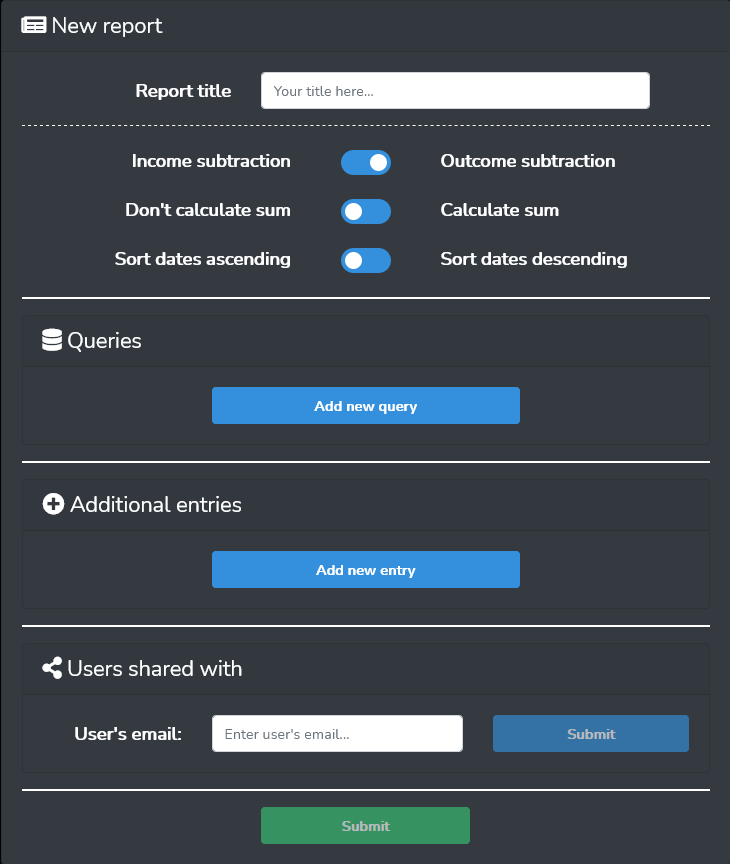 New report
Report title Your title here...
Income subtraction Outcome subtraction
Don't calculate sum Calculate sum
Sort dates ascending Sort dates descending
Queries
Add new query
Additional entries
Add new entry
Users shared with
User's email: Enter user's email... Submit
Submit